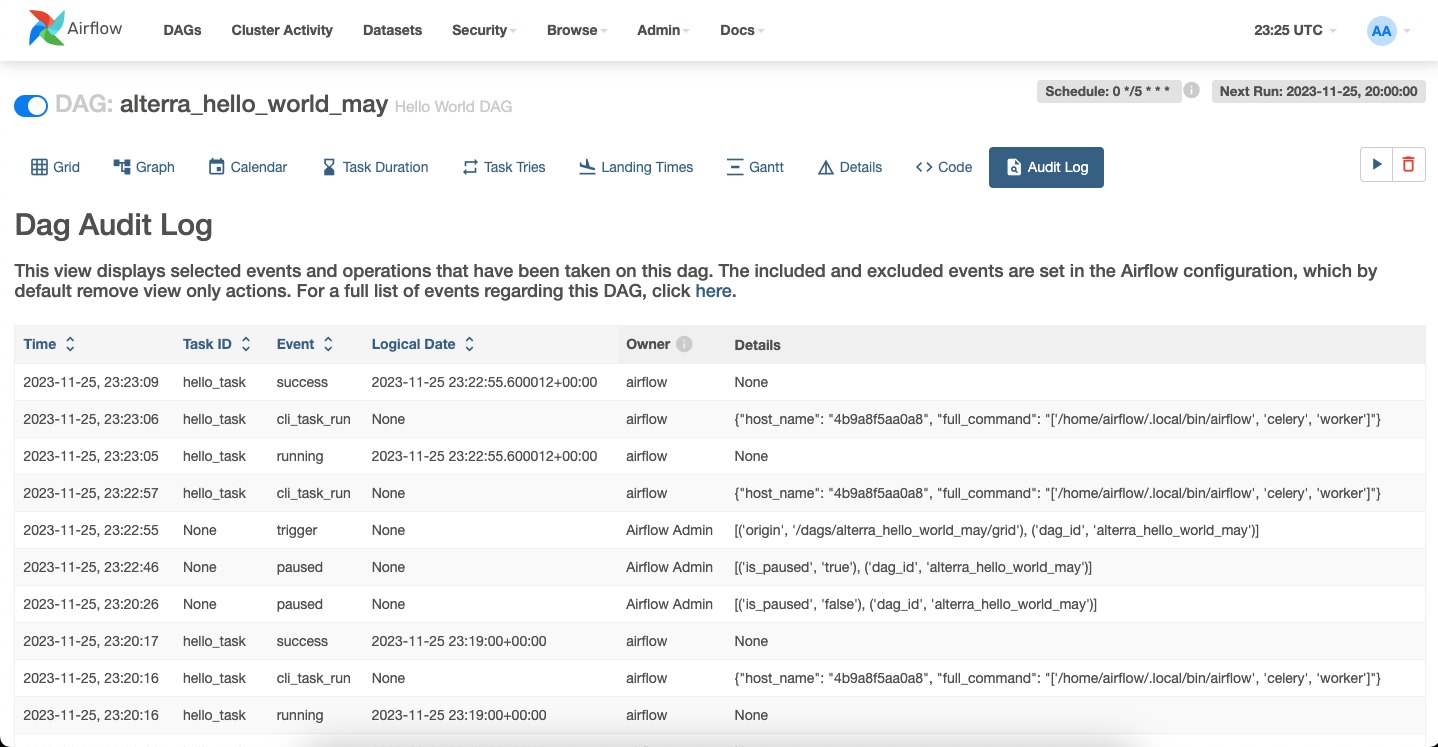 Airflow DAGs Cluster Activity Datasets Security Browse Admin Docs 23:25 UTC AA
Schedule: 0 */5 * * * Next Run: 2023-11-25, 20:00:00
DAG: alterra_hello_world_may Hello World DAG
Grid Graph Calendar Task Duration Task Tries Landing Times Gantt Details Code Audit Log
Dag Audit Log
This view displays selected events and operations that have been taken on this dag. The included and excluded events are set in the Airflow configuration, which by
default remove view only actions. For a full list of events regarding this DAG, click here.
Time Task ID Event Logical Date Owner Details
2023-11-25, 23:23:09 hello_task success 2023-11-25 23:22:55.600012+00:00 airflow None
2023-11-25, 23:23:06 hello_task cli_task_run None airflow {"host_name": "4b9a8f5aa0a8", "full_command": "['/home/airflow/.local/bin/airflow', 'celery', 'worker']"}
2023-11-25, 23:23:05 hello_task running 2023-11-25 23:22:55.600012+00:00 airflow None
2023-11-25, 23:22:57 hello_task cli_task_run None airflow {"host_name": "4b9a8f5aa0a8", "full_command": "['/home/airflow/.local/bin/airflow', 'celery', 'worker']"}
2023-11-25, 23:22:55 None trigger None Airflow Admin [('origin', '/dags/alterra_hello_world_may/grid'), ('dag_id', 'alterra_hello_world_may')]
2023-11-25, 23:22:46 None paused None Airflow Admin [('is_paused', 'true'), ('dag_id', 'alterra_hello_world_may')]
2023-11-25, 23:20:26 None paused None Airflow Admin [('is_paused', 'false'), ('dag_id', 'alterra_hello_world_may')]
2023-11-25, 23:20:17 hello_task success 2023-11-25 23:19:00+00:00 airflow None
2023-11-25, 23:20:16 hello_task cli_task_run None airflow {"host_name": "4b9a8f5aa0a8", "full_command": "['/home/airflow/.local/bin/airflow', 'celery', 'worker']"}
2023-11-25, 23:20:16 hello_task running 2023-11-25 23:19:00+00:00 airflow None